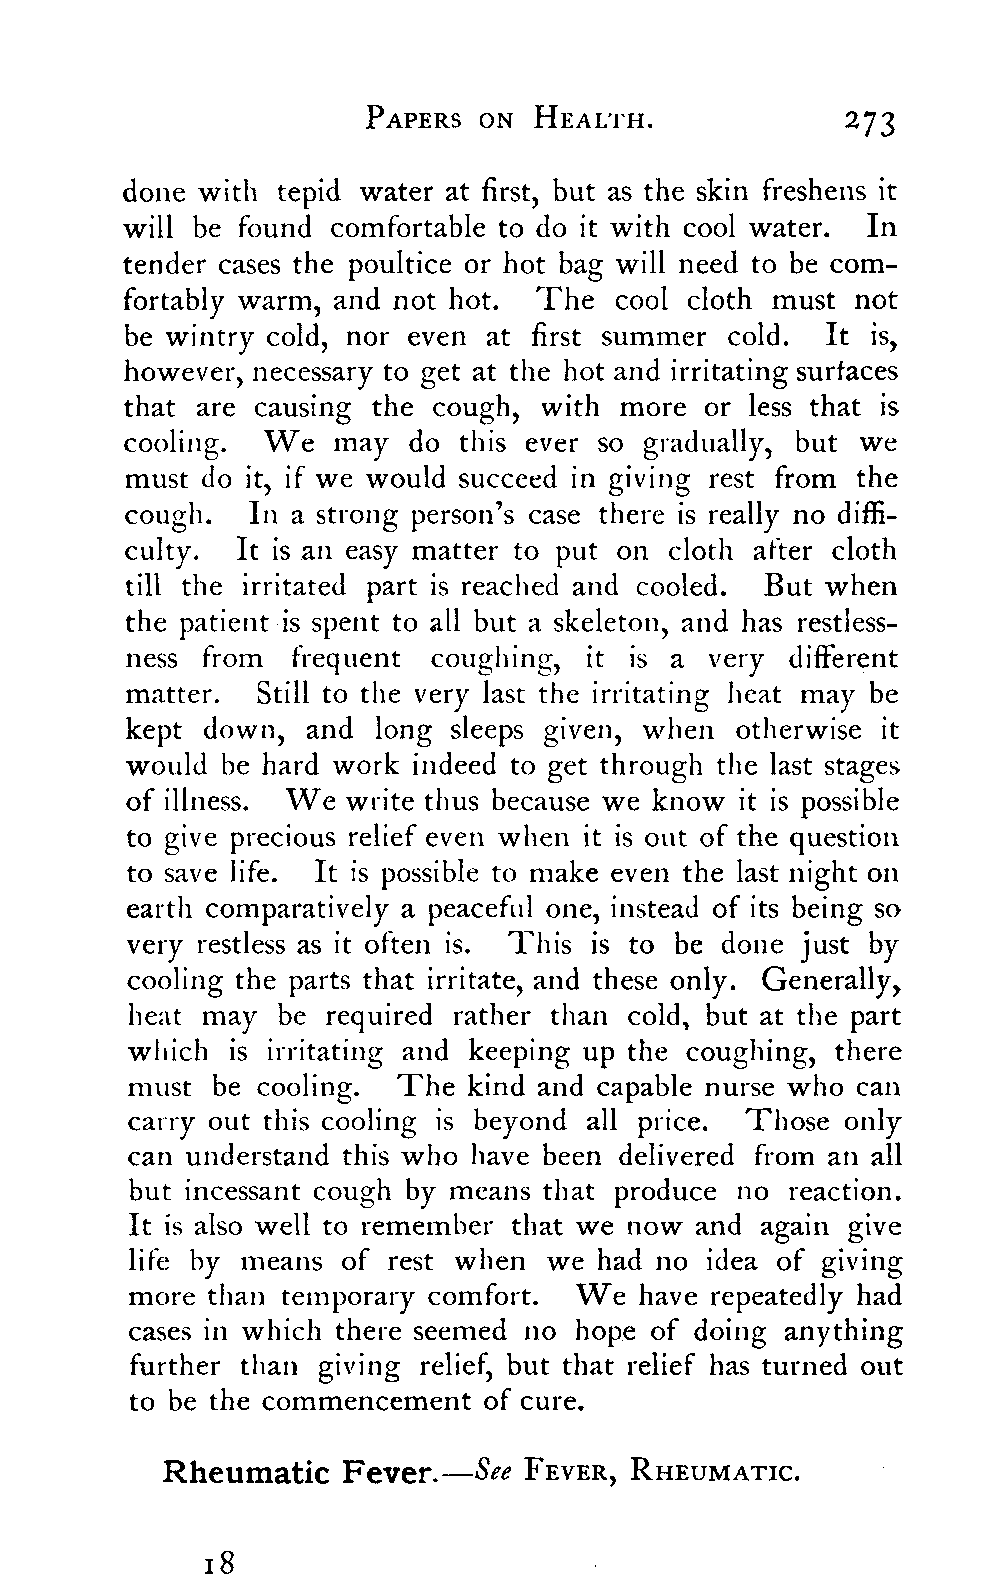 PAPERS ON HEALTH. 273
done with tepid water at first, but as the skin freshens it
will be found comfortable to do it with cool water. In
tender cases the poultice or hot bag will need to be com-
fortably warm, and not hot. The cool cloth must not
be wintry cold, nor even at first summer cold. It is,
however, necessary to get at the hot and irritating surfaces
that are causing the cough, with more or less that is
cooling. We may do this ever so gradually, but we
must do it, if we would succeed in giving rest from the
cough. In a strong person's case there is really no diffi-
culty. It is an easy matter to put on cloth after cloth
till the irritated part is reached and cooled. But when
the patient is spent to all but a skeleton, and has restless-
ness from frequent coughing, it is a very different
matter. Still to the very last the irritating heat may be
kept down, and long sleeps given, when otherwise it
would be hard work indeed to get through the last stages
of illness. We write thus because we know it is possible
to give precious relief even when it is out of the question
to save life. It is possible to make even the last night on
earth comparatively a peaceful one, instead of its being so
very restless as it often is. This is to be done just by
cooling the parts that irritate, and these only. Generally,
heat may be required rather than cold, but at the part
which is irritating and keeping up the coughing, there
must be cooling. The kind and capable nurse who can
carry out this cooling is beyond all price. Those only
can understand this who have been delivered from an all
but incessant cough by means that produce no reaction.
It is also well to remember that we now and again give
life by means of rest when we had no idea of giving
more than temporary comfort. We have repeatedly had
cases in which there seemed no hope of doing anything
further than giving relief, but that relief has turned out
to be the commencement of cure.
Rheumatic Fever.—See FEVER, RHEUMATIC.
18